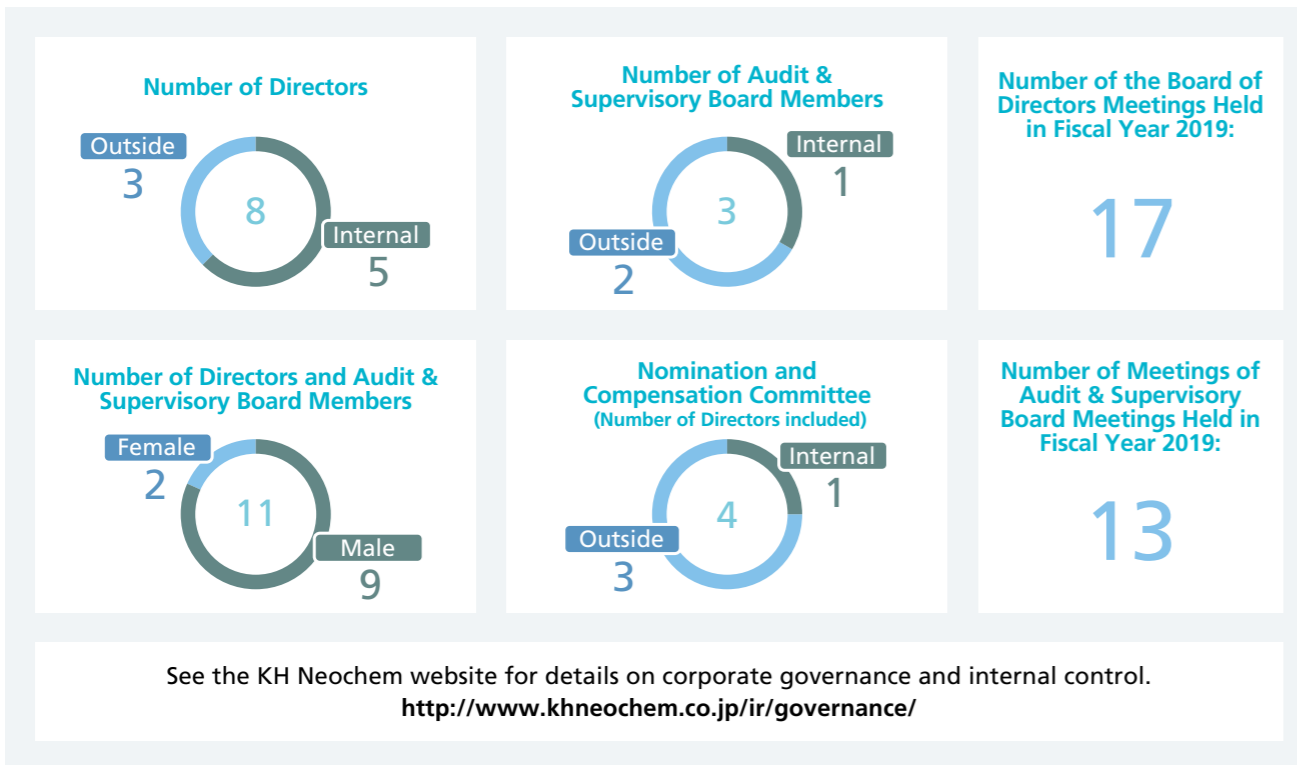 Number of Directors
Outside
3
8
Internal
5
Number of Audit &
Supervisory Board Members
Internal
1
3
Outside
2
Number of the Board of
Directors Meetings Held
in Fiscal Year 2019:
17
Number of Directors and Audit &
Supervisory Board Members
Female
2
11
Male
9
Nomination and
Compensation Committee
(Number of Directors included)
Internal
1
4
Outside
3
Number of Meetings of
Audit & Supervisory
Board Meetings Held in
Fiscal Year 2019:
13
See the KH Neochem website for details on corporate governance and internal control.
http://www.khneochem.co.jp/ir/governance/